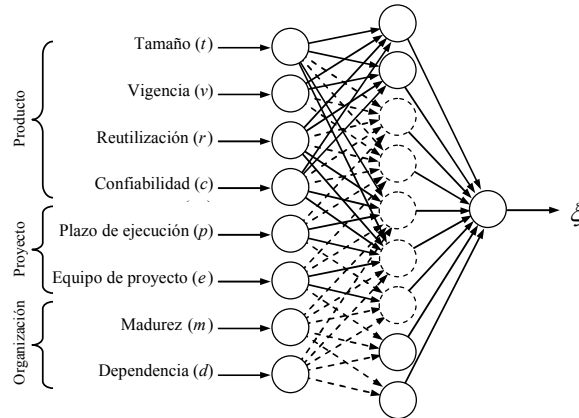 Producto
Tamaño (t)
Vigencia (v)
Reutilización (r)
Confiabilidad (c)
Proyecto
Plazo de ejecución (p)
Equipo de proyecto (e)
Organización
Madurez (m)
Dependencia (d)
ξ